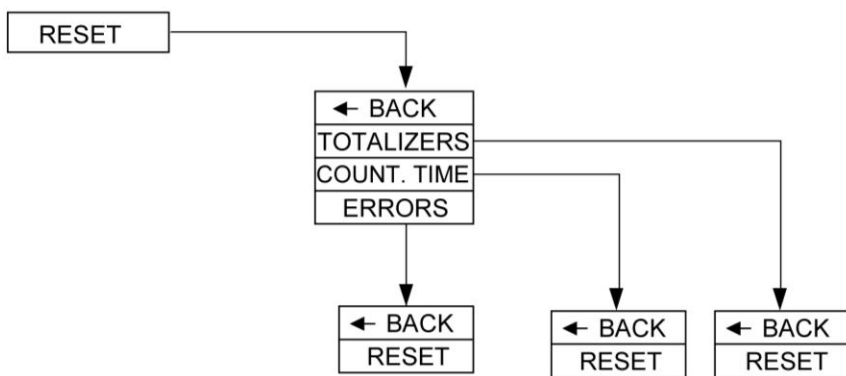 RESET
← BACK
TOTALIZERS
COUNT. TIME
ERRORS
← BACK
RESET
← BACK
RESET
← BACK
RESET